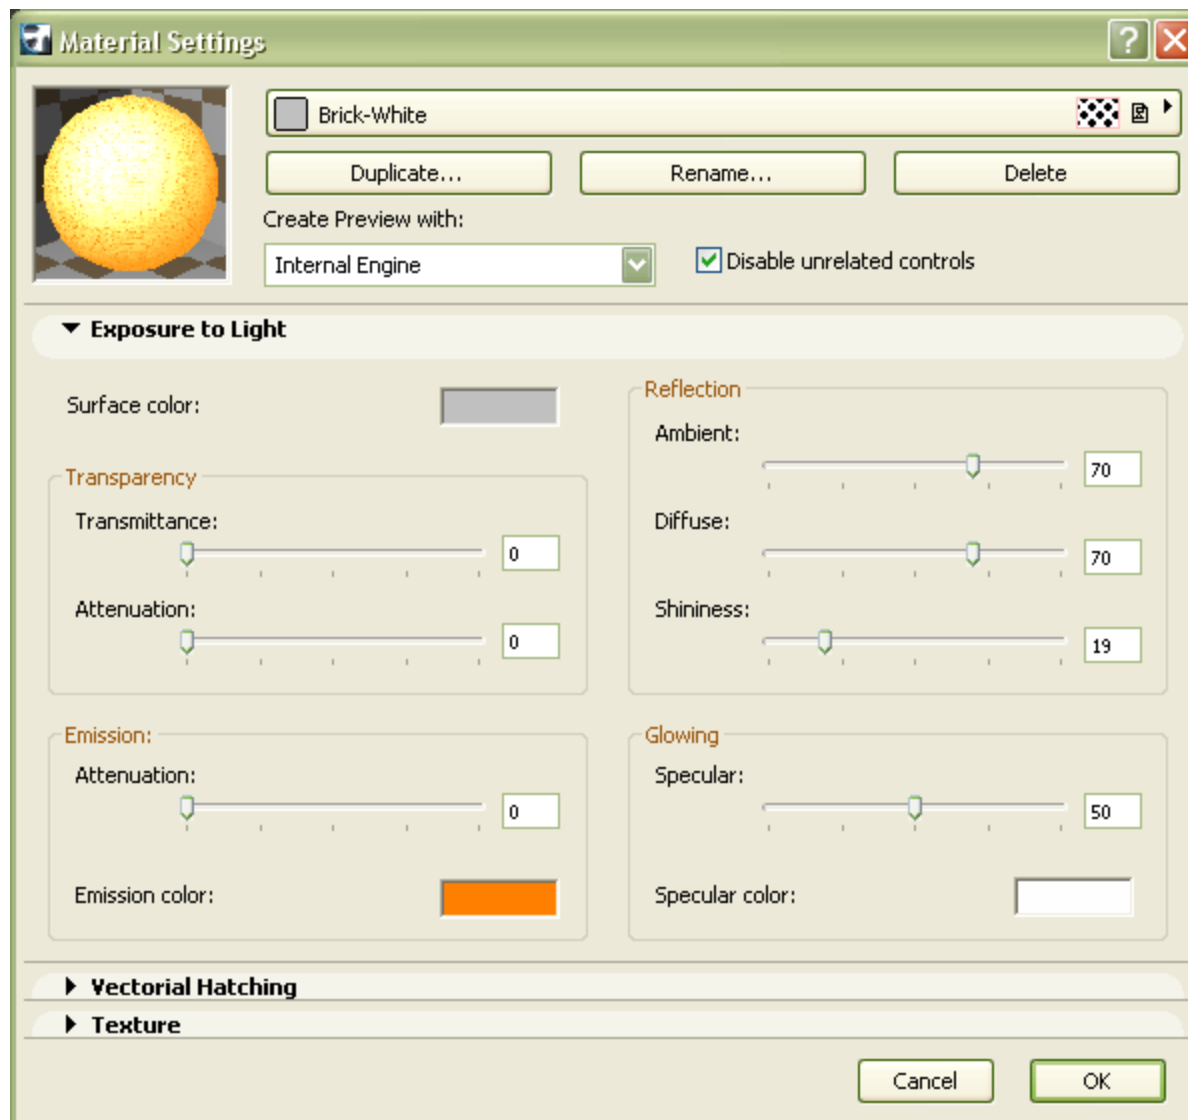 Material Settings
Brick-White
Duplicate...
Rename...
Delete
Create Preview with:
Internal Engine
Disable unrelated controls
Exposure to Light
Surface color:
Transparency
Transmittance:
0
Attenuation:
0
Reflection
Ambient:
70
Diffuse:
70
Shininess:
19
Emission:
Attenuation:
0
Emission color:
Glowing
Specular:
50
Specular color:
Vectorial Hatching
Texture
Cancel
OK